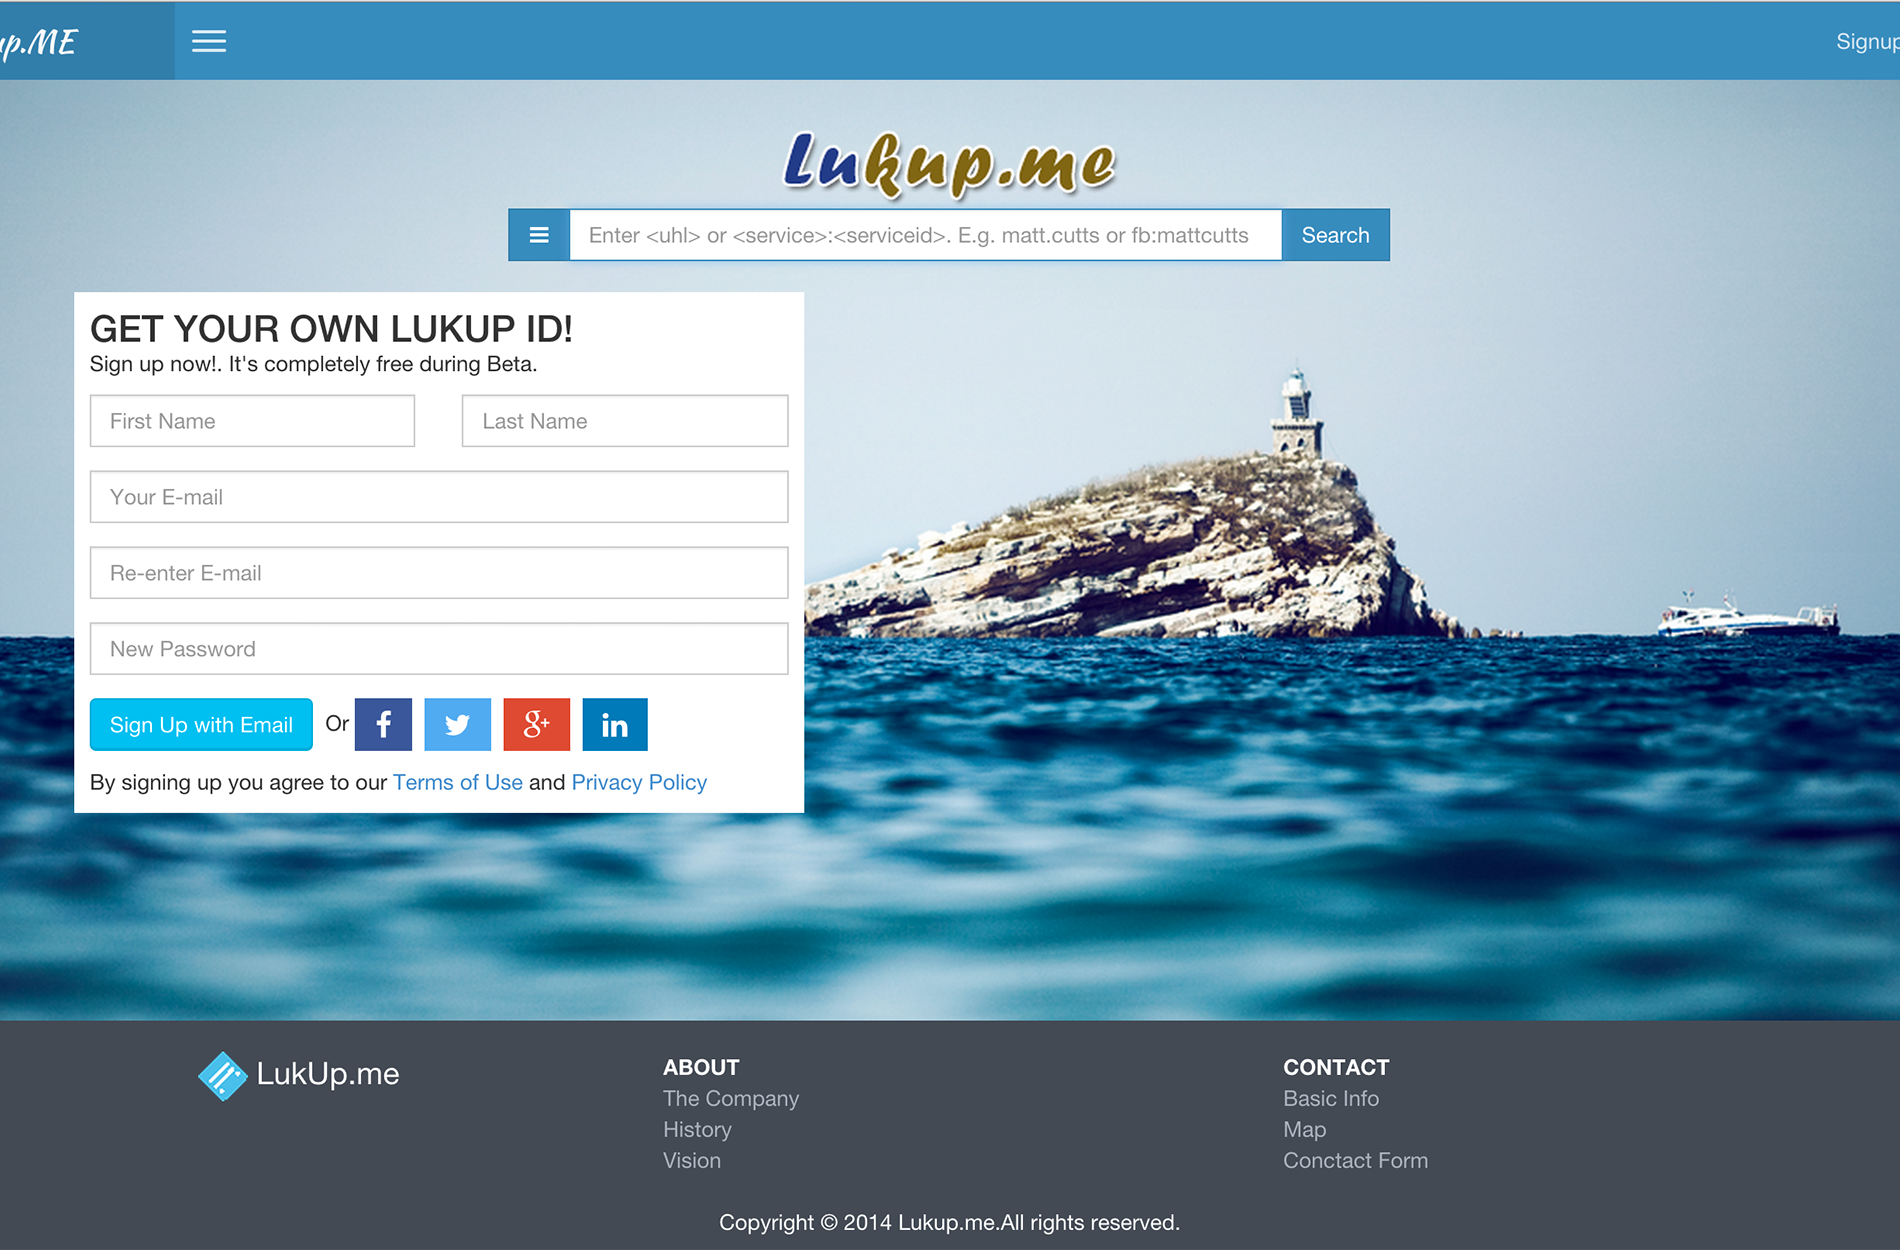 up.ME
Signup
Lukup.me
Enter <uhl> or <service>:<serviceid>. E.g. matt.cutts or fb:mattcutts
Search
GET YOUR OWN LUKUP ID!
Sign up now!. It's completely free during Beta.
First Name
Last Name
Your E-mail
Re-enter E-mail
New Password
Sign Up with Email
Or
f
g+
in
By signing up you agree to our Terms of Use and Privacy Policy
LukUp.me
ABOUT
The Company
History
Vision
CONTACT
Basic Info
Map
Conctact Form
Copyright © 2014 Lukup.me.All rights reserved.